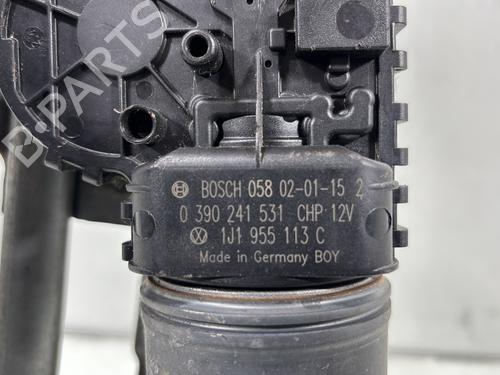 B-PARTS
BOSCH 058 02-01-15 2
0 390 241 531 CHP 12V
1J1 955 113 C
Made in Germany BOY